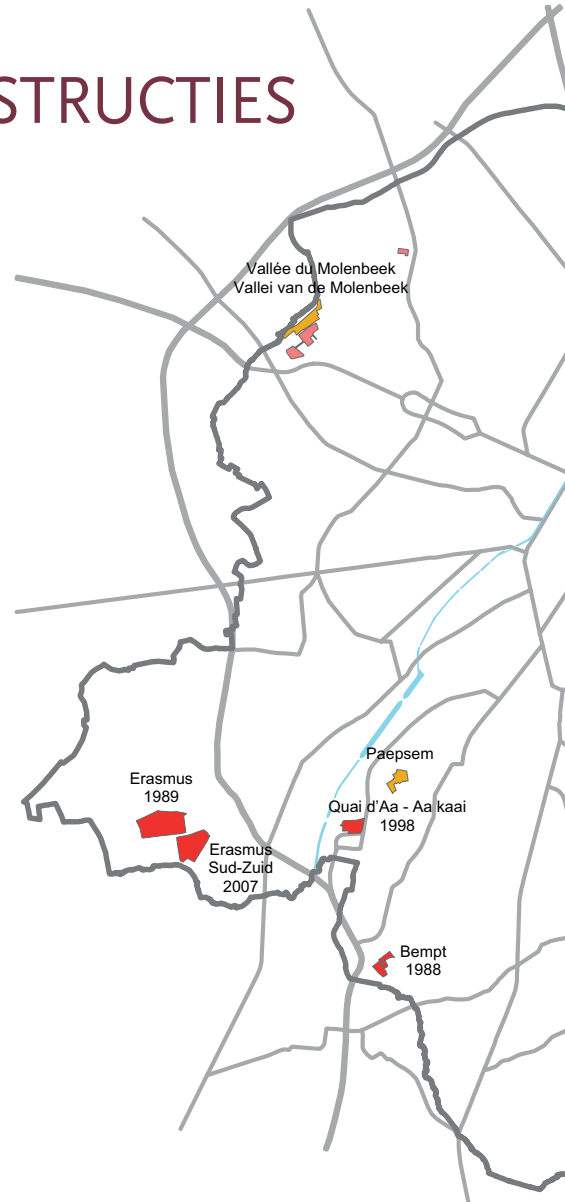 STRUCTIES
Vallée du Molenbeek
Vallei van de Molenbeek
Paepsem
Erasmus
1989
Quai d'Aa - Aa kaai
1998
Erasmus
Sud-Zuid
2007
Bempt
1988